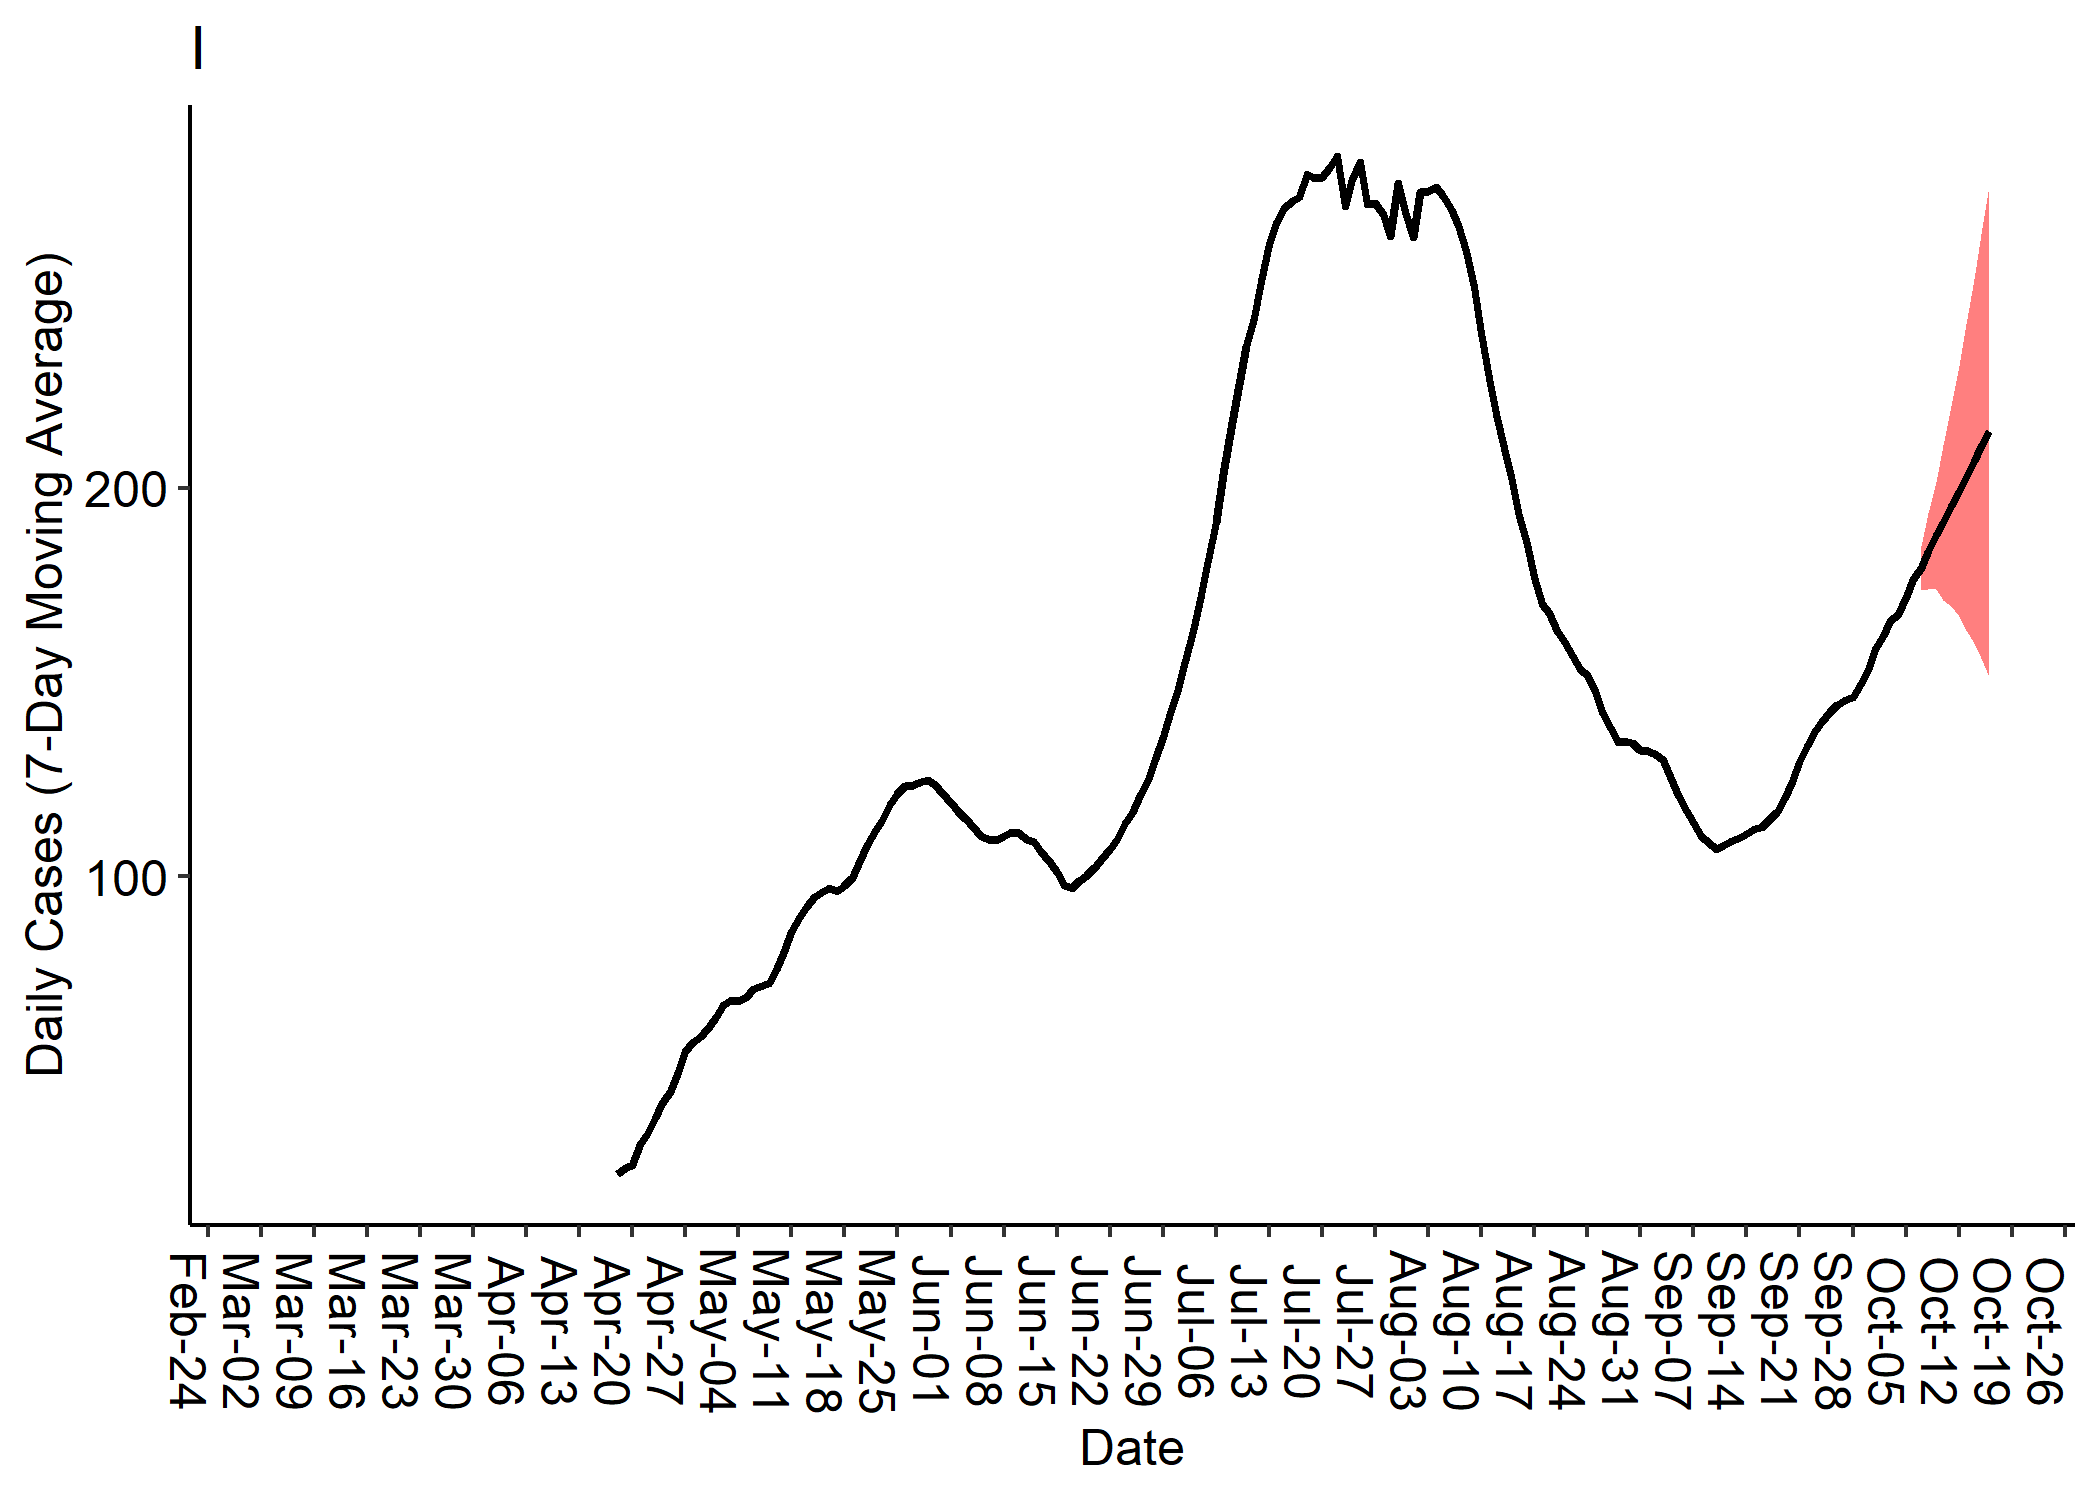 I
Daily Cases (7-Day Moving Average)
200
100
Feb-24
Mar-02
Mar-09
Mar-16
Mar-23
Mar-30
Apr-06
Apr-13
Apr-20
Apr-27
May-04
May-11
May-18
May-25
Jun-01
Jun-08
Jun-15
Jun-22
Jun-29
Jul-06
Jul-13
Jul-20
Jul-27
Aug-03
Aug-10
Aug-17
Aug-24
Aug-31
Sep-07
Sep-14
Sep-21
Sep-28
Oct-05
Oct-12
Oct-19
Oct-26
Date